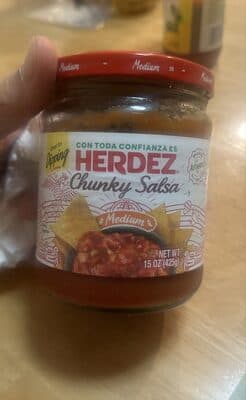 Medium
Dipping
CON TODA CONFIANZA ES
HERDEZ
Chunky Salsa
Medium
NET WT
15 OZ (425g)